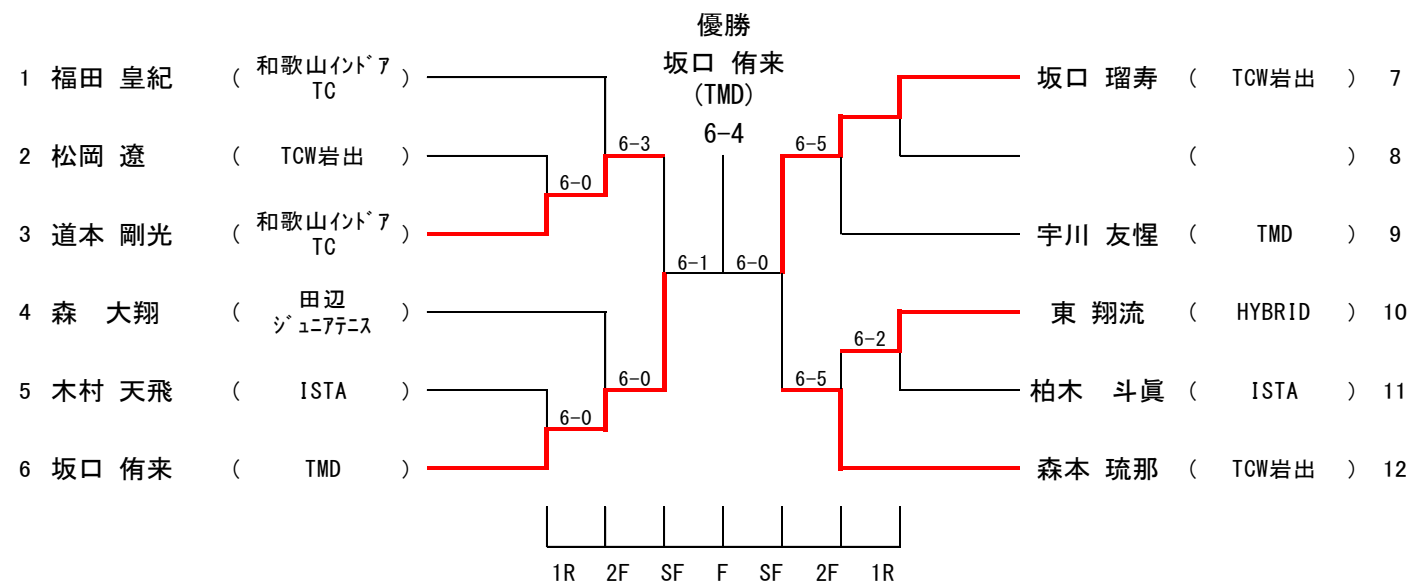 優勝
坂口 侑来
(TMD)
6-4
1 福田 皇紀 ( 和歌山インドア TC )
2 松岡 遼 ( TCW岩出 )
3 道本 剛光 ( 和歌山インドア TC )
4 森 大翔 ( 田辺 ジュニアテニス )
5 木村 天飛 ( ISTA )
6 坂口 侑来 ( TMD )
6-3
6-0
6-1
6-0
6-0
坂口 瑠寿 ( TCW岩出 ) 7
( ) 8
宇川 友惺 ( TMD ) 9
東 翔流 ( HYBRID ) 10
柏木 斗眞 ( ISTA ) 11
森本 琉那 ( TCW岩出 ) 12
6-5
6-0
6-2
6-5
1R 2F SF F SF 2F 1R